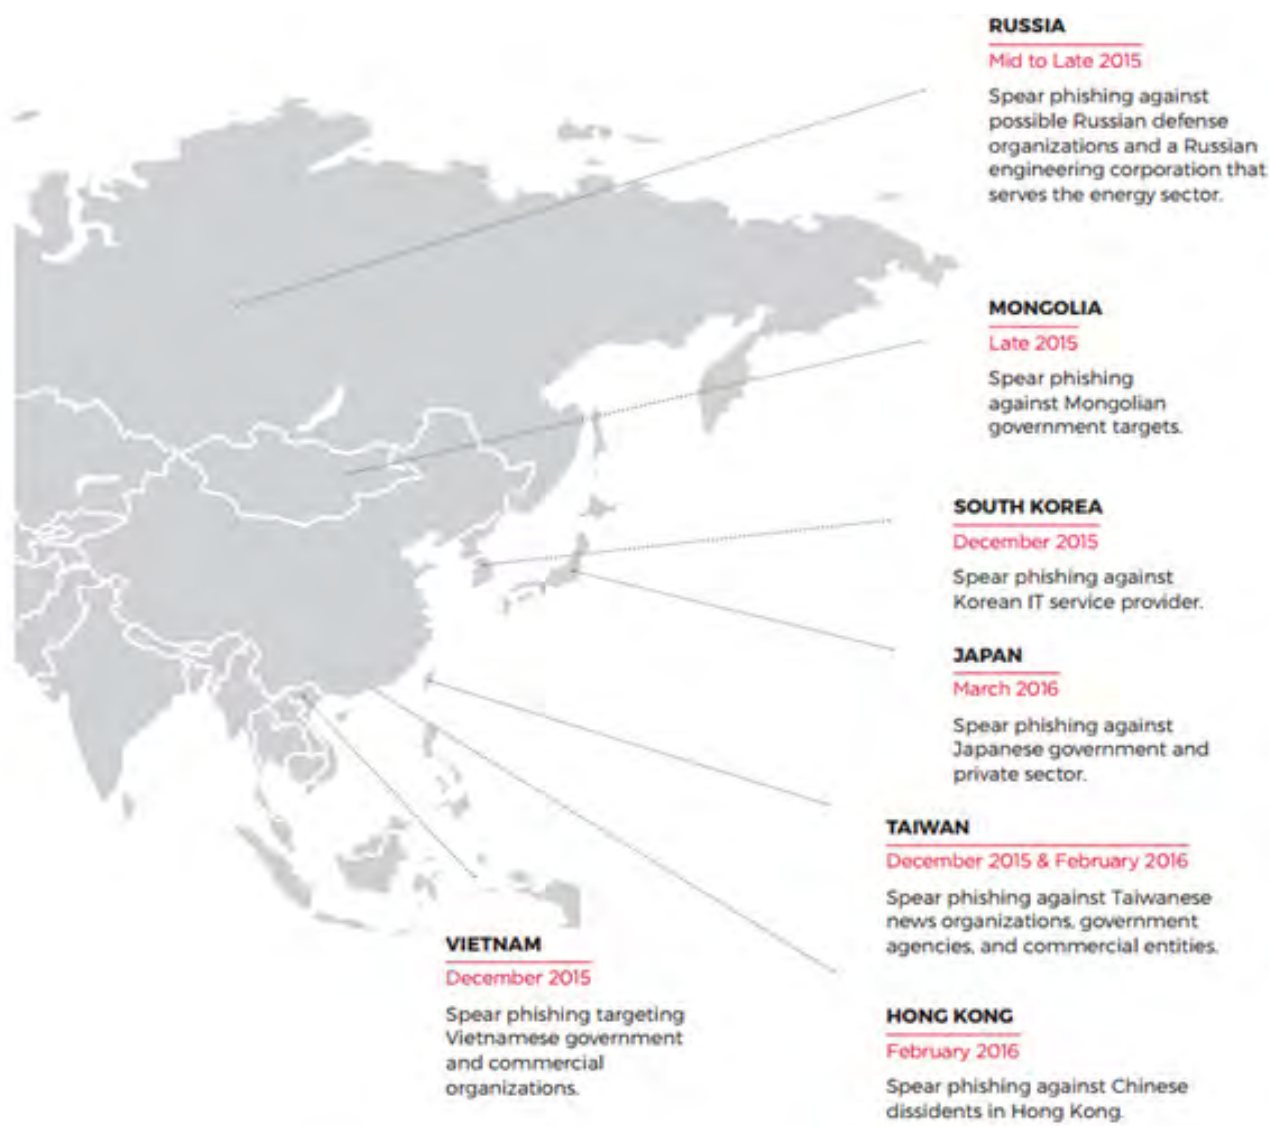 RUSSIA
Mid to Late 2015
Spear phishing against
possible Russian defense
organizations and a Russian
engineering corporation that
serves the energy sector.
MONGOLIA
Late 2015
Spear phishing
against Mongolian
government targets.
SOUTH KOREA
December 2015
Spear phishing against
Korean IT service provider.
JAPAN
March 2016
Spear phishing against
Japanese government and
private sector.
TAIWAN
December 2015 & February 2016
Spear phishing against Taiwanese
news organizations, government
agencies, and commercial entities.
VIETNAM
December 2015
Spear phishing targeting
Vietnamese government
and commercial
organizations.
HONG KONG
February 2016
Spear phishing against Chinese
dissidents in Hong Kong.